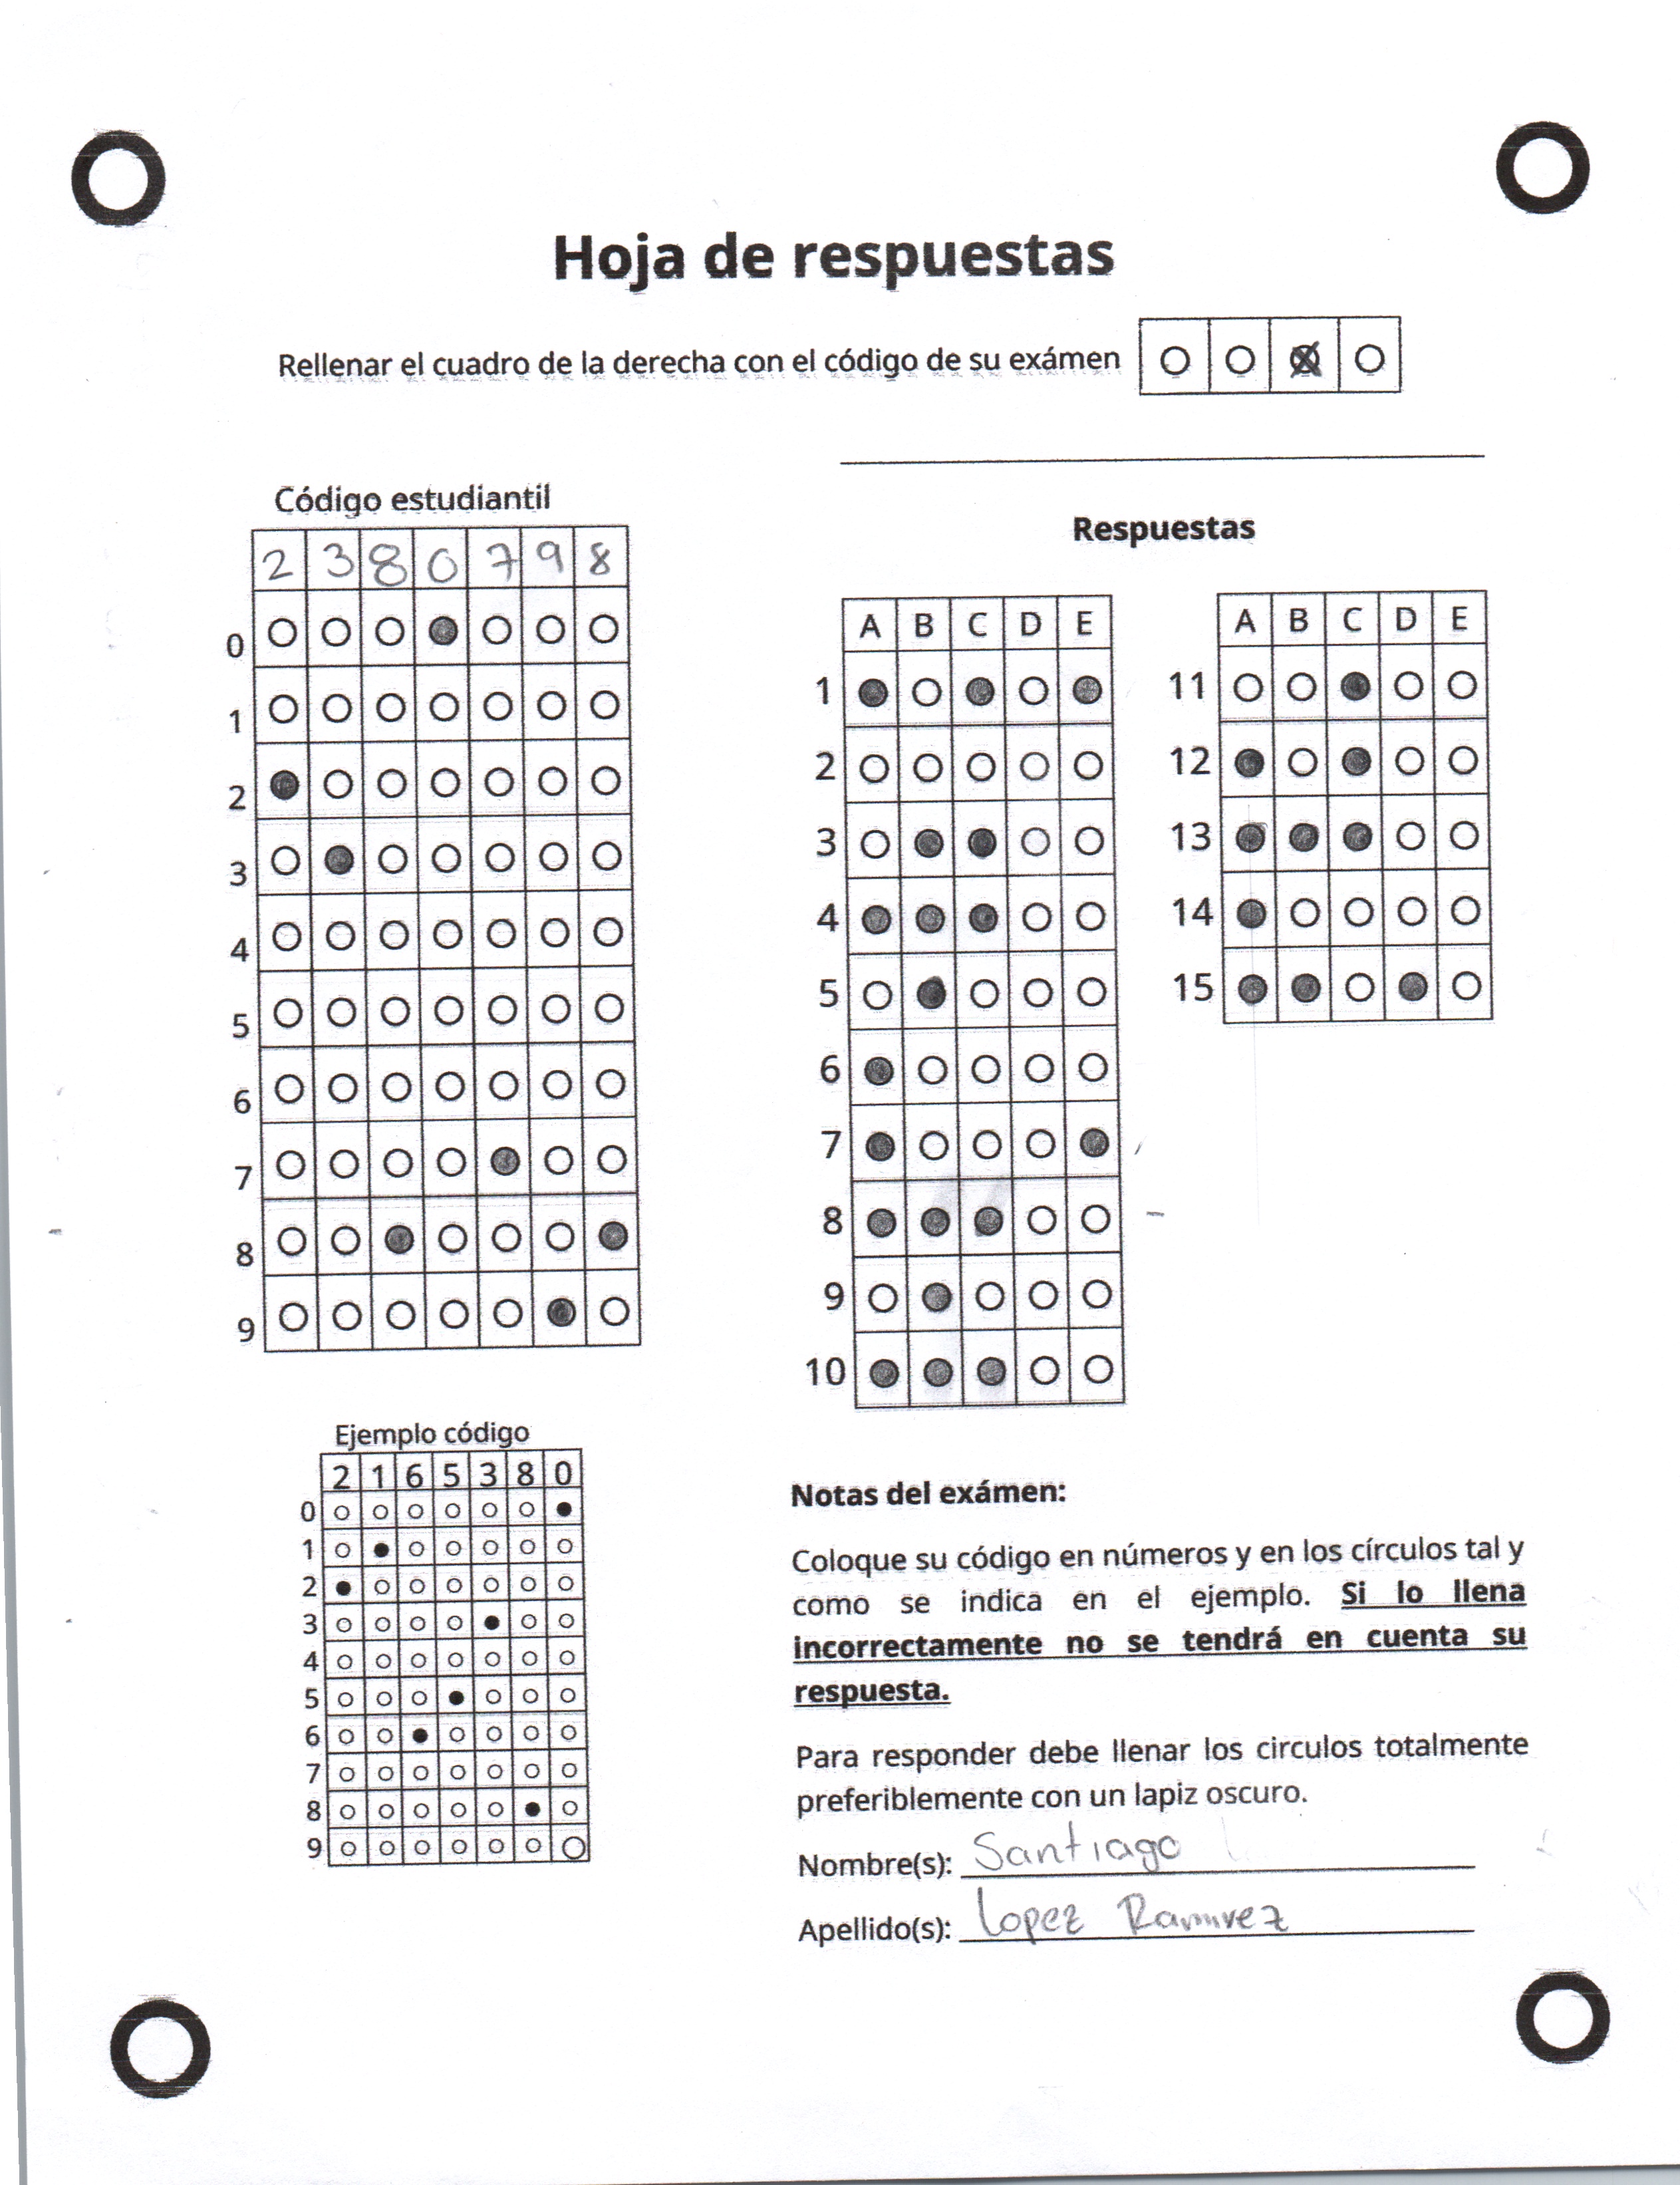 Hoja de respuestas
Rellenar el cuadro de la derecha con el código de su exámen
Código estudiantil
2 3 8 0 7 9 8
0
1
2
3
4
5
6
7
8
9
Respuestas
A B C D E
1
2
3
4
5
6
7
8
9
10
A B C D E
11
12
13
14
15
Ejemplo código
2 1 6 5 3 8 0
0
1
2
3
4
5
6
7
8
9
Notas del exámen:
Coloque su código en números y en los círculos tal y
como se indica en el ejemplo. Si lo llena
incorrectamente no se tendrá en cuenta su
respuesta.
Para responder debe llenar los circulos totalmente
preferiblemente con un lapiz oscuro.
Nombre(s): Santiago
Apellido(s): Lopez Ramirez